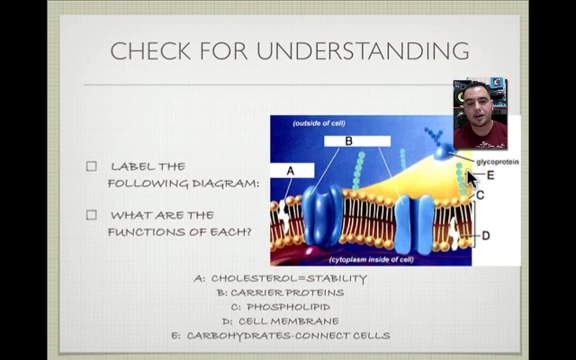 CHECK FOR UNDERSTANDING
LABEL THE
FOLLOWING DIAGRAM:
WHAT ARE THE
FUNCTIONS OF EACH?
(outside of cell)
B
A
glycoprotein
E
C
D
(cytoplasm inside of cell)
A: CHOLESTEROL=STABILITY
B: CARRIER PROTEINS
C: PHOSPHOLIPID
D: CELL MEMBRANE
E: CARBOHYDRATES-CONNECT CELLS